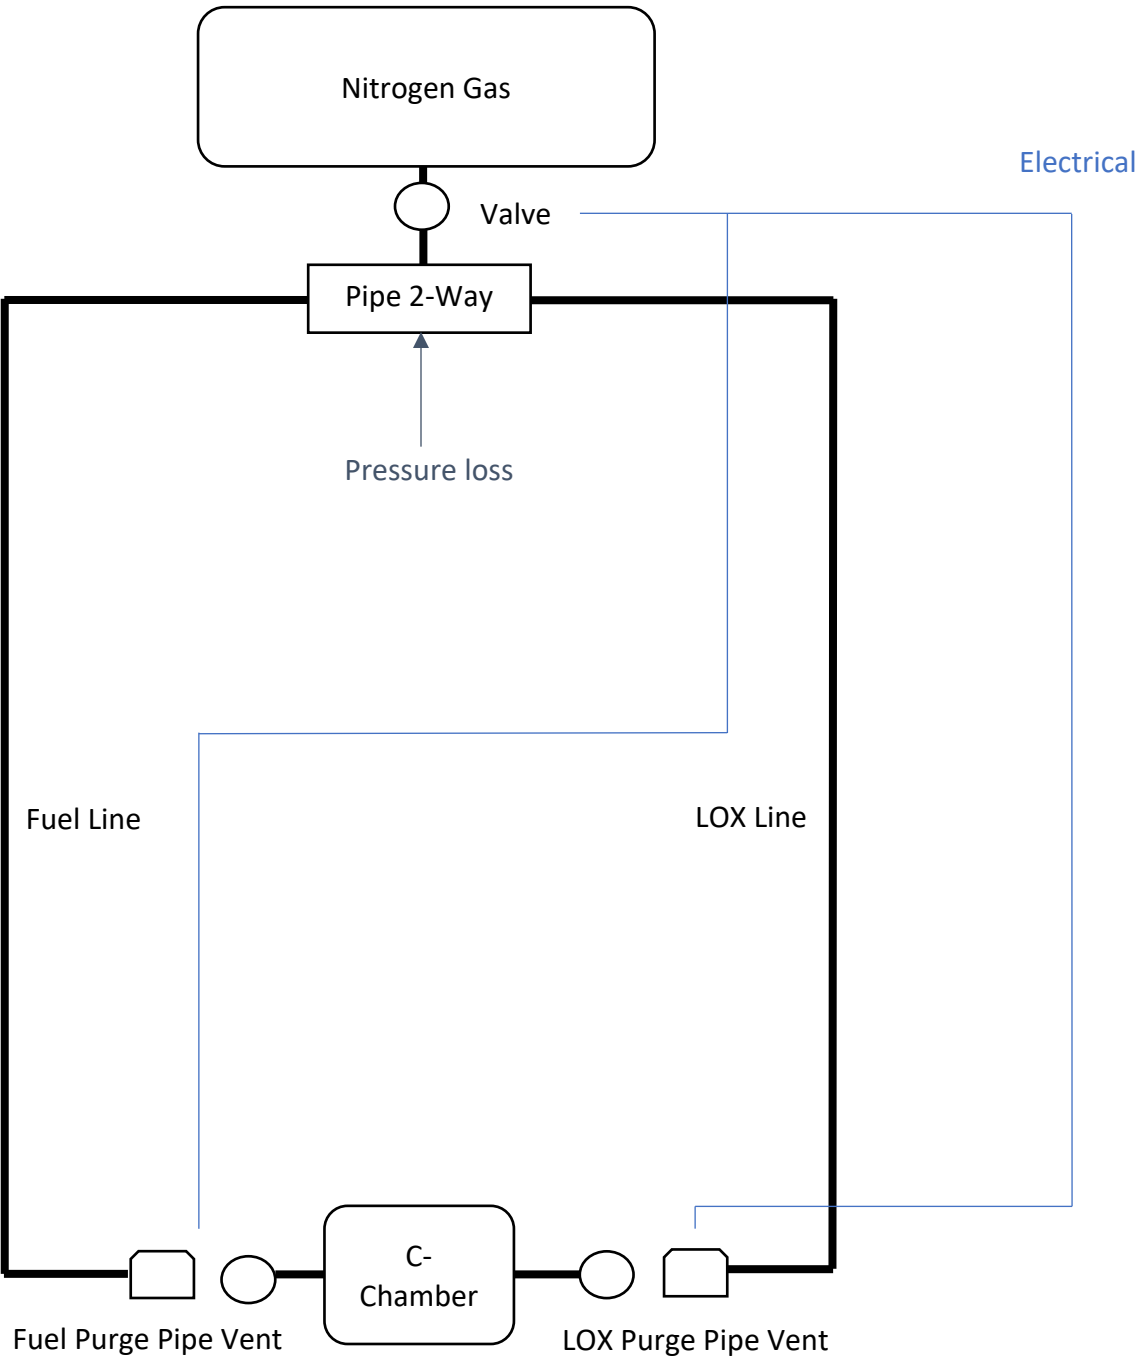 Nitrogen Gas
Electrical
Valve
Pipe 2-Way
Pressure loss
Fuel Line
LOX Line
C-
Chamber
Fuel Purge Pipe Vent
LOX Purge Pipe Vent